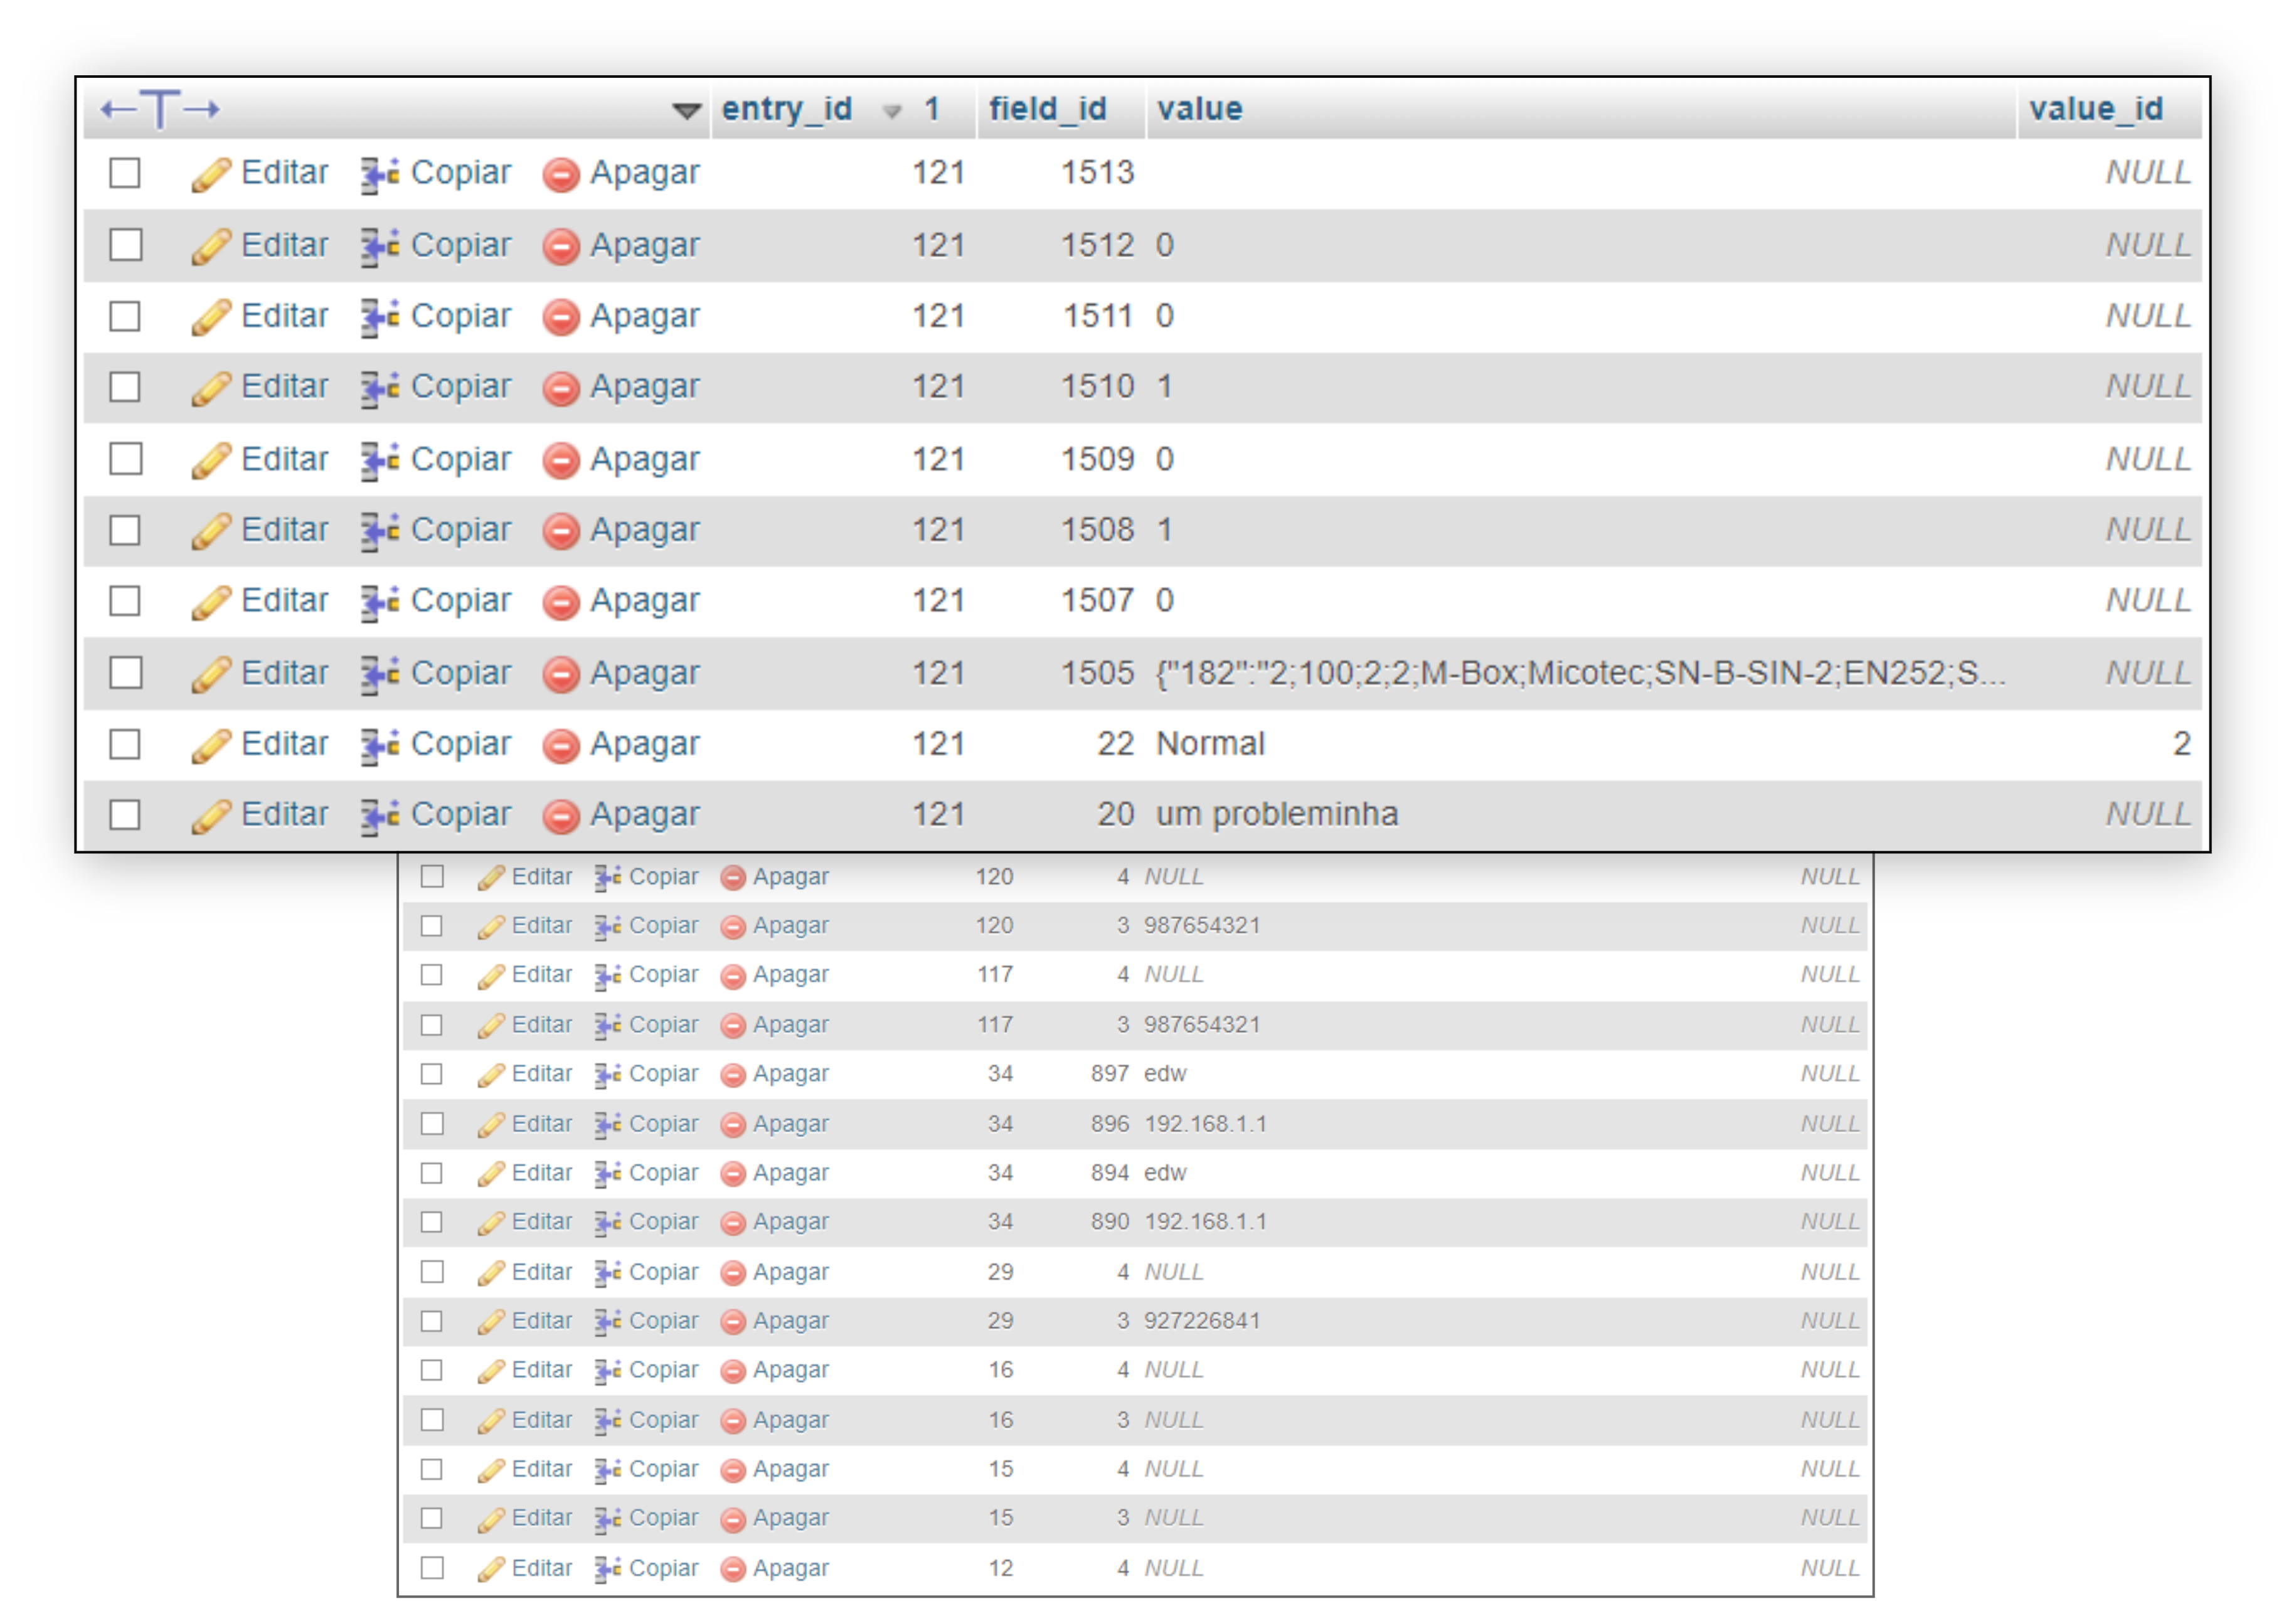 entry_id 1 field_id value value_id
Editar Copiar Apagar 121 1513 NULL
Editar Copiar Apagar 121 1512 0 NULL
Editar Copiar Apagar 121 1511 0 NULL
Editar Copiar Apagar 121 1510 1 NULL
Editar Copiar Apagar 121 1509 0 NULL
Editar Copiar Apagar 121 1508 1 NULL
Editar Copiar Apagar 121 1507 0 NULL
Editar Copiar Apagar 121 1505 {"182":"2;100;2;2;M-Box;Micotec;SN-B-SIN-2;EN252;S... NULL
Editar Copiar Apagar 121 22 Normal 2
Editar Copiar Apagar 121 20 um probleminha NULL
Editar Copiar Apagar 120 4 NULL NULL
Editar Copiar Apagar 120 3 987654321 NULL
Editar Copiar Apagar 117 4 NULL NULL
Editar Copiar Apagar 117 3 987654321 NULL
Editar Copiar Apagar 34 897 edw NULL
Editar Copiar Apagar 34 896 192.168.1.1 NULL
Editar Copiar Apagar 34 894 edw NULL
Editar Copiar Apagar 34 890 192.168.1.1 NULL
Editar Copiar Apagar 29 4 NULL NULL
Editar Copiar Apagar 29 3 927226841 NULL
Editar Copiar Apagar 16 4 NULL NULL
Editar Copiar Apagar 16 3 NULL NULL
Editar Copiar Apagar 15 4 NULL NULL
Editar Copiar Apagar 15 3 NULL NULL
Editar Copiar Apagar 12 4 NULL NULL